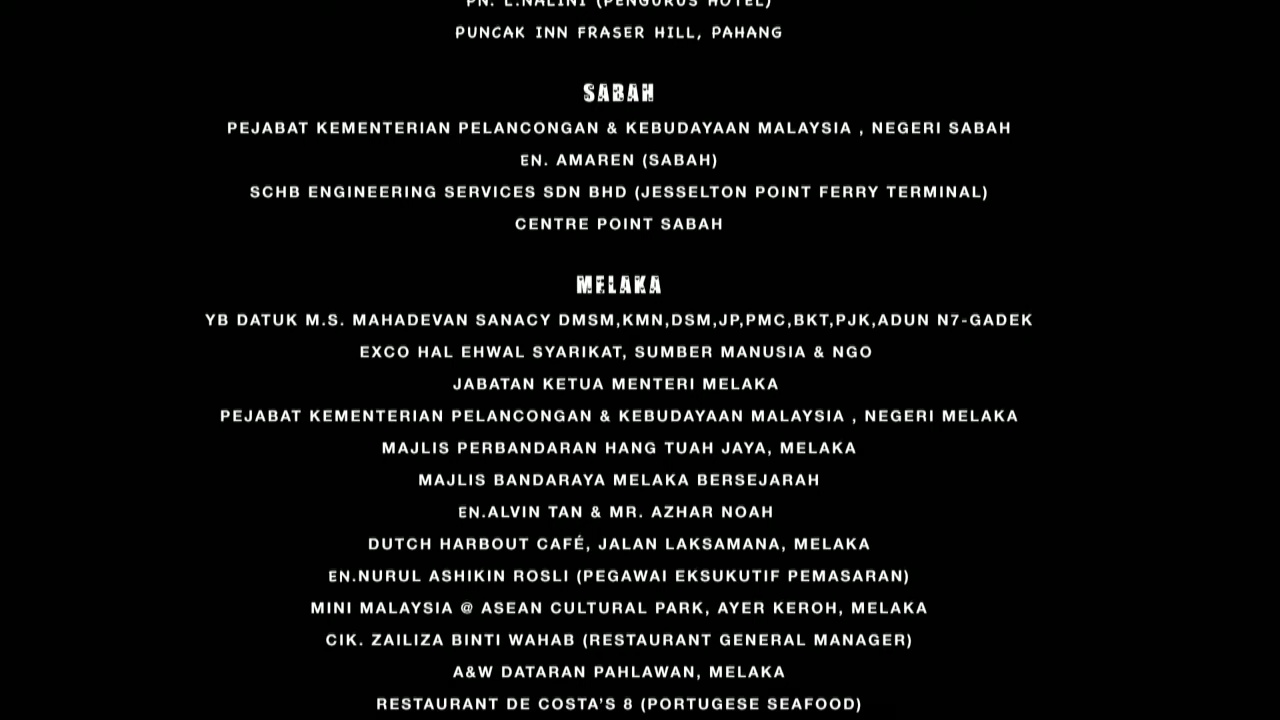 PN. L.NALINI (PENGURUS HOTEL)
PUNCAK INN FRASER HILL, PAHANG
SABAH
PEJABAT KEMENTERIAN PELANCONGAN & KEBUDAYAAN MALAYSIA , NEGERI SABAH
EN. AMAREN (SABAH)
SCHB ENGINEERING SERVICES SDN BHD (JESSELTON POINT FERRY TERMINAL)
CENTRE POINT SABAH
MELAKA
YB DATUK M.S. MAHADEVAN SANACY DMSM,KMN,DSM,JP,PMC,BKT,PJK,ADUN N7-GADEK
EXCO HAL EHWAL SYARIKAT, SUMBER MANUSIA & NGO
JABATAN KETUA MENTERI MELAKA
PEJABAT KEMENTERIAN PELANCONGAN & KEBUDAYAAN MALAYSIA , NEGERI MELAKA
MAJLIS PERBANDARAN HANG TUAH JAYA, MELAKA
MAJLIS BANDARAYA MELAKA BERSEJARAH
EN.ALVIN TAN & MR. AZHAR NOAH
DUTCH HARBOUT CAFÉ, JALAN LAKSAMANA, MELAKA
EN.NURUL ASHIKIN ROSLI (PEGAWAI EKSUKUTIF PEMASARAN)
MINI MALAYSIA @ ASEAN CULTURAL PARK, AYER KEROH, MELAKA
CIK. ZAILIZA BINTI WAHAB (RESTAURANT GENERAL MANAGER)
A&W DATARAN PAHLAWAN, MELAKA
RESTAURANT DE COSTA'S 8 (PORTUGESE SEAFOOD)